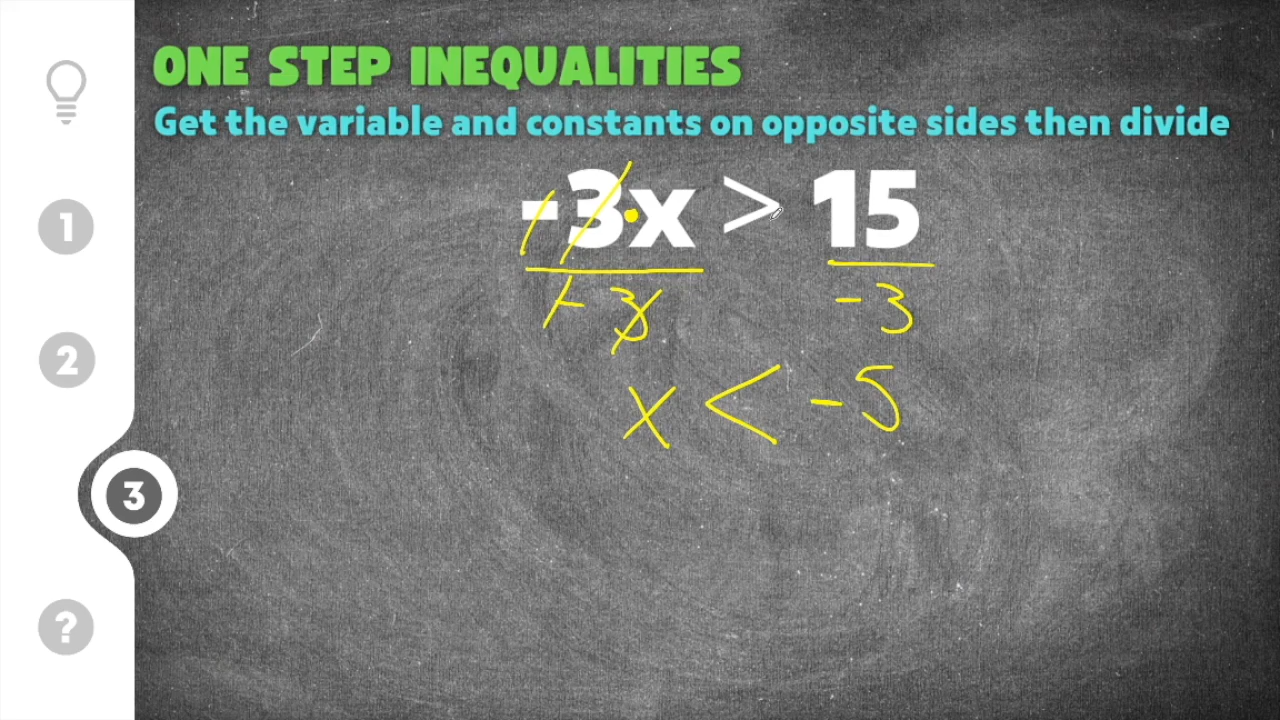 ONE STEP INEQUALITIES
Get the variable and constants on opposite sides then divide
-3·x > 15
-3 -3
x < -5
1
2
3
?